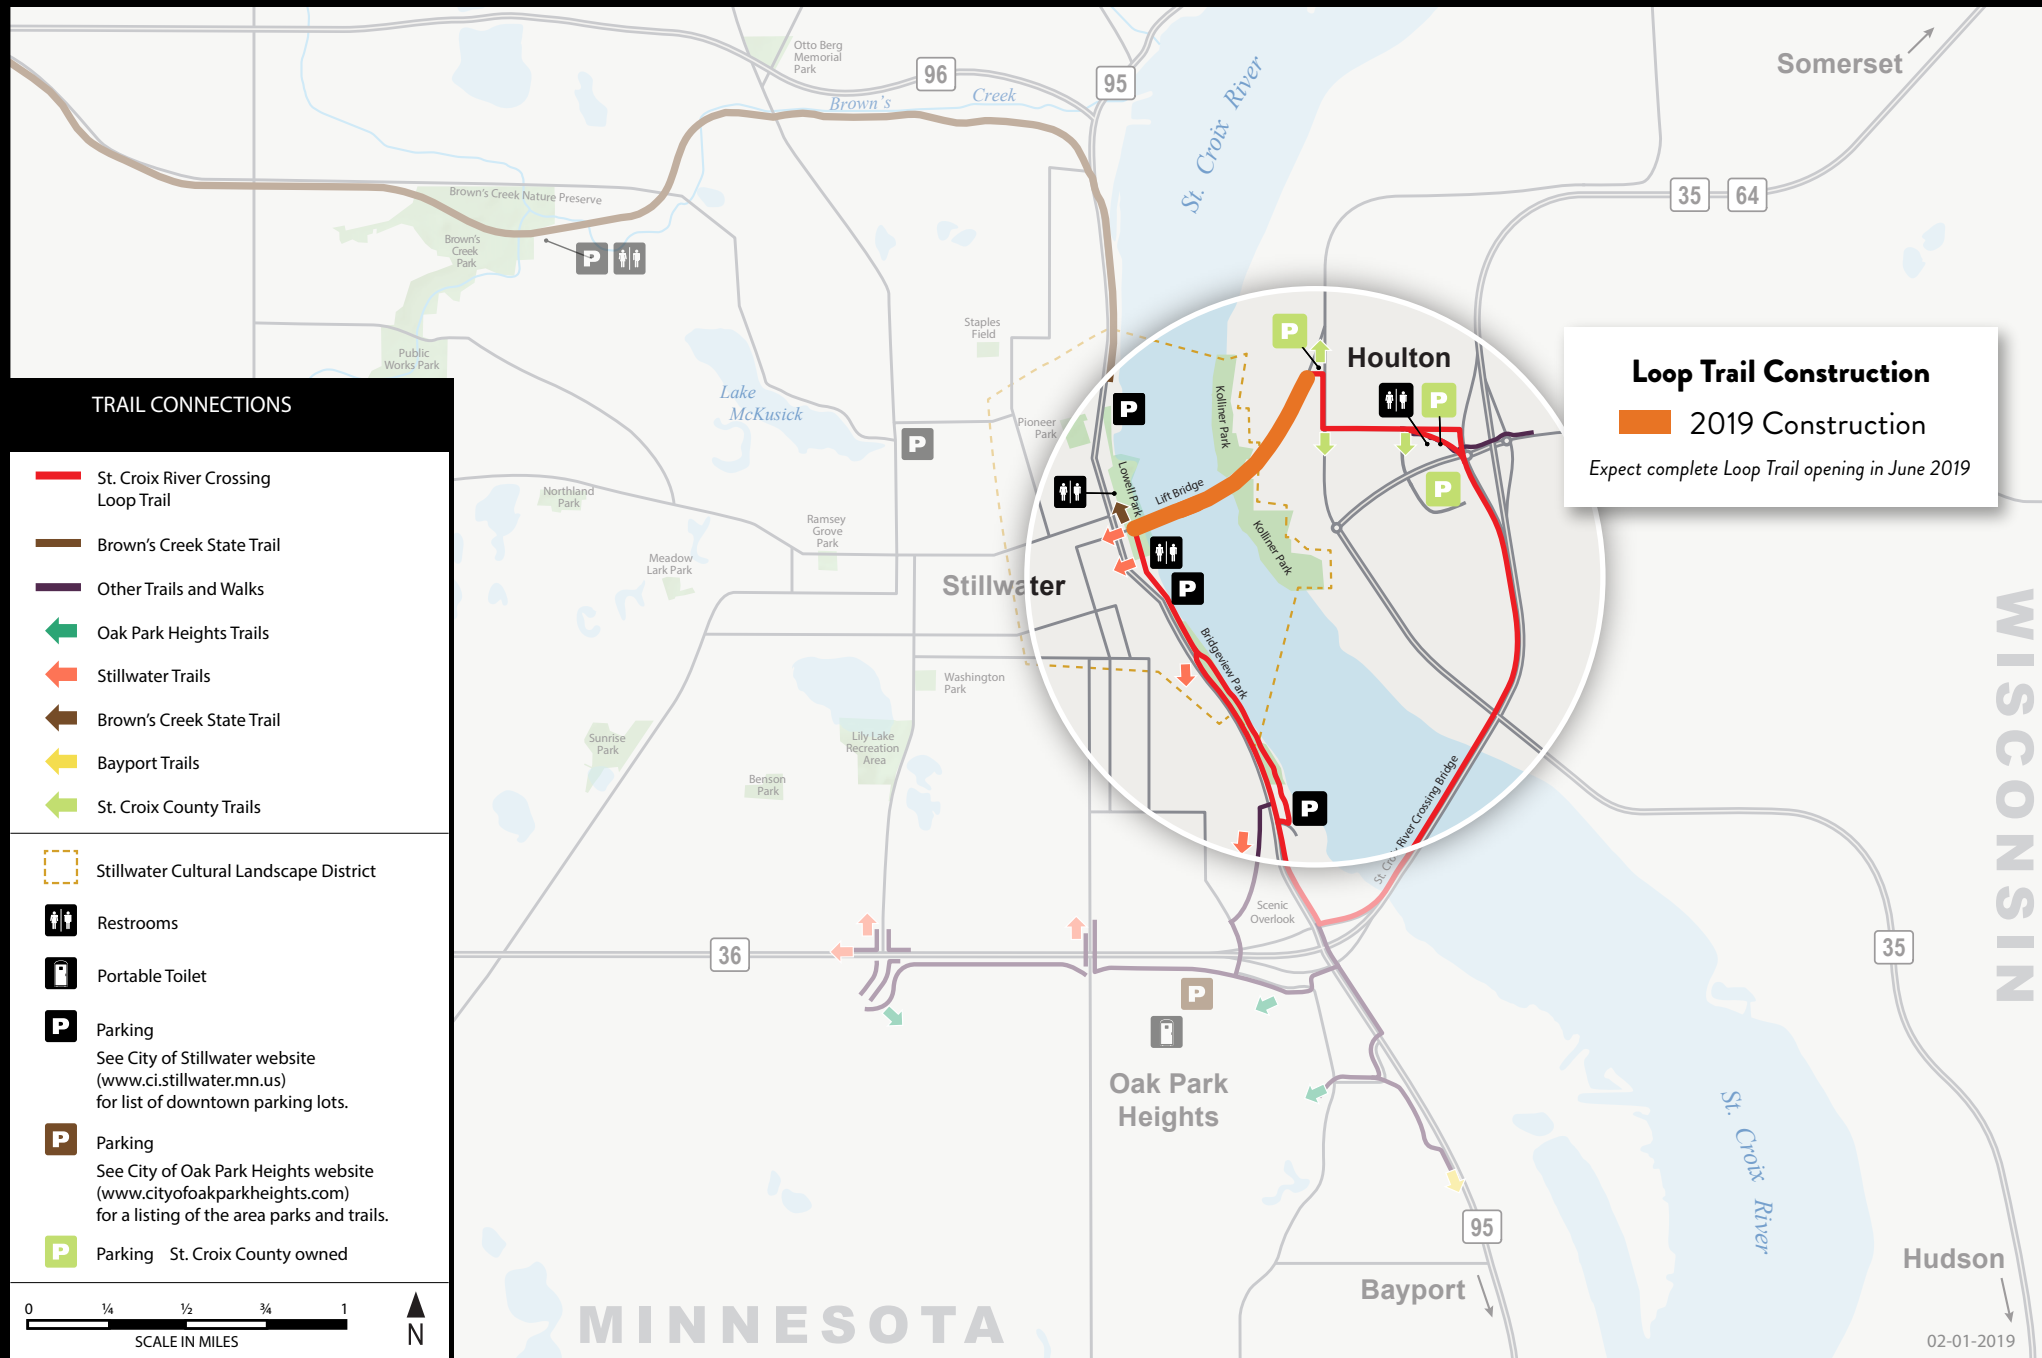 Otto Berg
Memorial
Park
96
95
Brown's Creek
St. Croix River
Somerset
35
64
Brown's Creek Nature Preserve
Brown's
Creek
Park
P
Public
Works Park
Staples
Field
Lake
McKusick
Pioneer
Park
P
P
P
Houlton
P
P
Kolliner Park
Lowell Park
Lift Bridge
Kolliner Park
P
Northland
Park
Ramsey
Grove
Park
Meadow
Lark Park
Stillwater
Bridgeview Park
Washington
Park
Sunrise
Park
Lily Lake
Recreation
Area
Benson
Park
P
St. Croix River Crossing Bridge
Scenic
Overlook
36
P
Oak Park
Heights
35
St. Croix River
95
Bayport
Hudson
MINNESOTA
WISCONSIN
02-01-2019
Loop Trail Construction
2019 Construction
Expect complete Loop Trail opening in June 2019
TRAIL CONNECTIONS
St. Croix River Crossing
Loop Trail
Brown's Creek State Trail
Other Trails and Walks
Oak Park Heights Trails
Stillwater Trails
Brown's Creek State Trail
Bayport Trails
St. Croix County Trails
Stillwater Cultural Landscape District
Restrooms
Portable Toilet
P Parking
See City of Stillwater website
(www.ci.stillwater.mn.us)
for list of downtown parking lots.
P Parking
See City of Oak Park Heights website
(www.cityofoakparkheights.com)
for a listing of the area parks and trails.
P Parking St. Croix County owned
0 ¼ ½ ¾ 1
SCALE IN MILES
N